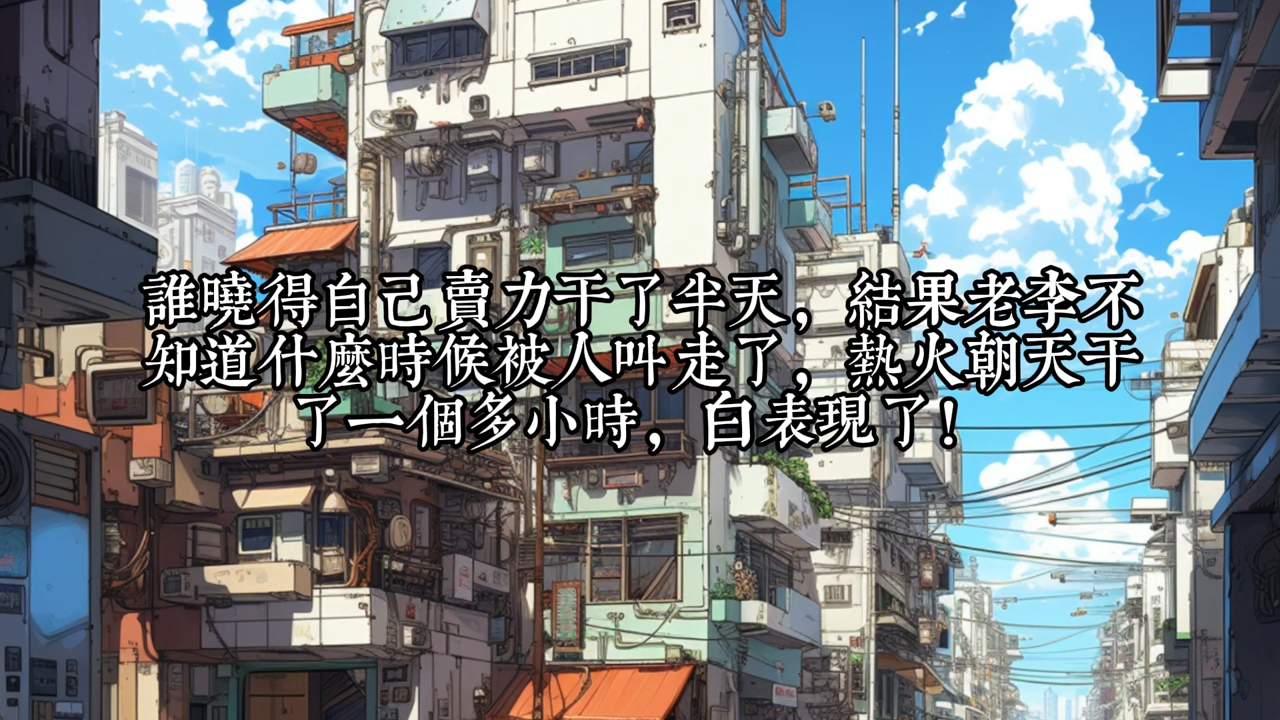 誰曉得自己賣力干了半天，結果老李不
知道什麼時候被人叫走了，熱火朝天干
了一個多小時，白表現了！